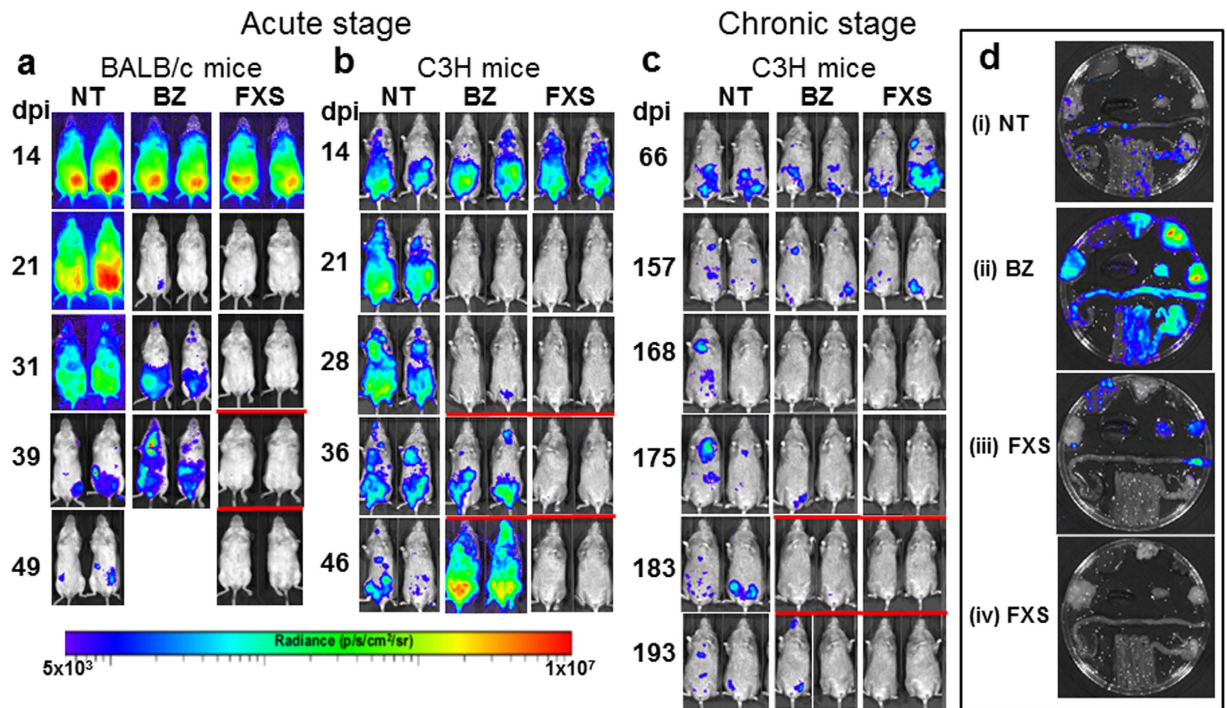 Acute stage
Chronic stage
a
BALB/c mice
b
C3H mice
c
C3H mice
d
dpi
NT
BZ
FXS
14
21
31
39
49
dpi
NT
BZ
FXS
14
21
28
36
46
dpi
NT
BZ
FXS
66
157
168
175
183
193
(i) NT
(ii) BZ
(iii) FXS
(iv) FXS
Radiance (p/s/cm²/sr)
5x10³
1x10⁷